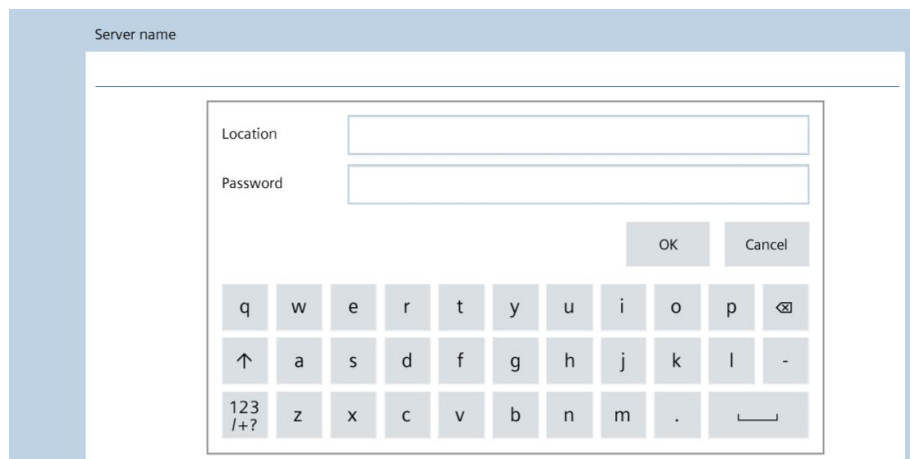 Server name
Location
Password
OK Cancel
q w e r t y u i o p
↑ a s d f g h j k l -
123 z x c v b n m .
/+?